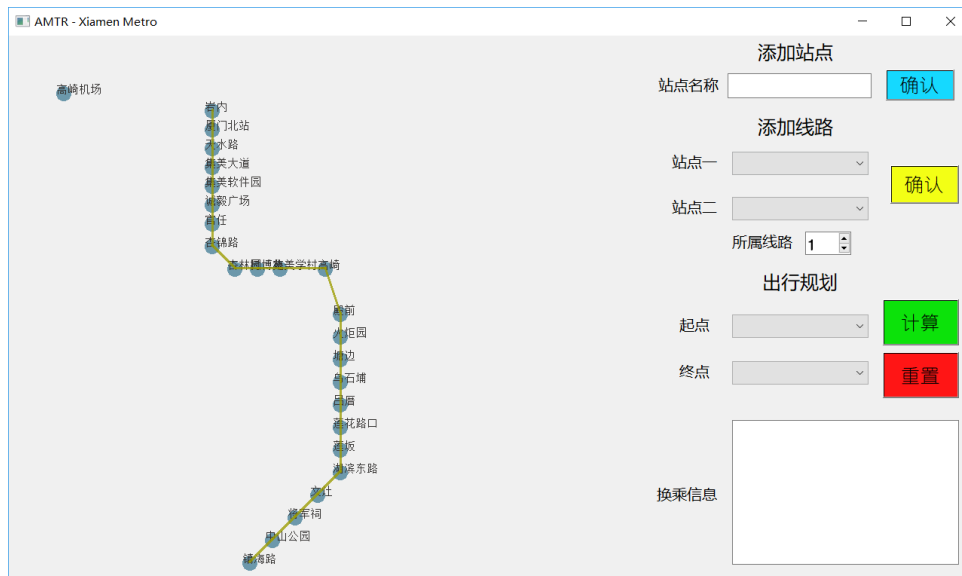 AMTR - Xiamen Metro
高崎机场
岩内
厦门北站
天水路
集美大道
集美软件园
诚毅广场
官任
杏锦路
杏林村
园博苑
集美学村
高崎
殿前
火炬园
塘边
乌石埔
吕厝
莲花路口
莲坂
湖滨东路
文灶
将军祠
中山公园
镇海路
添加站点
站点名称
确认
添加线路
站点一
确认
站点二
所属线路
1
出行规划
起点
计算
终点
重置
换乘信息